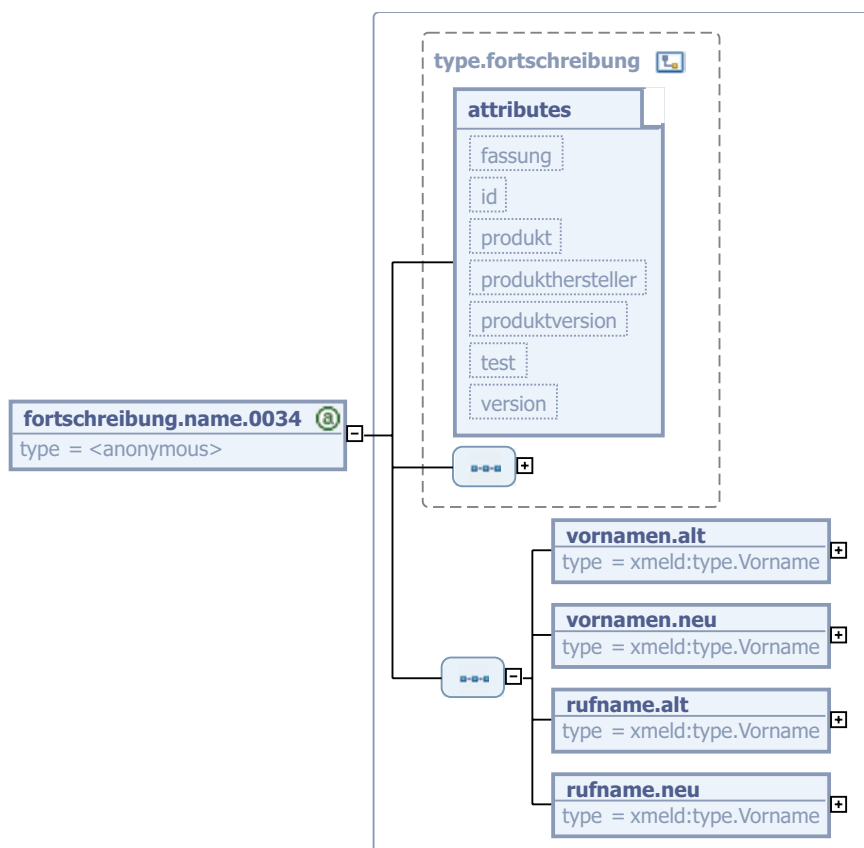 type.fortschreibung
attributes
fassung
id
produkt
produkthersteller
produktversion
test
version
fortschreibung.name.0034 @
type = <anonymous>
vornamen.alt
type = xmeld:type.Vorname
vornamen.neu
type = xmeld:type.Vorname
rufname.alt
type = xmeld:type.Vorname
rufname.neu
type = xmeld:type.Vorname